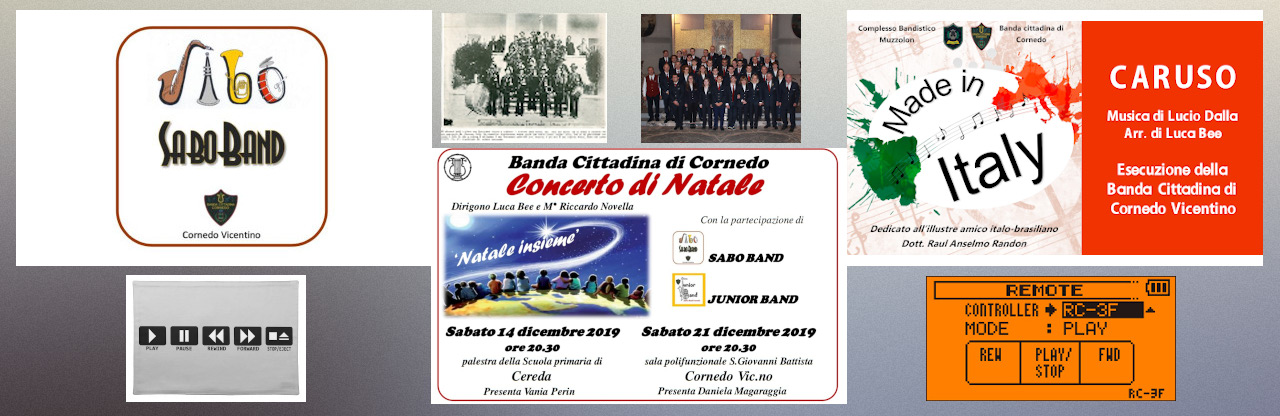 SABO-BAND
BANDA CITTADINA
CORNEDO
Cornedo Vicentino
Banda Cittadina di Cornedo
Concerto di Natale
Dirigono Luca Bee e M° Riccardo Novella
Con la partecipazione di
'Natale insieme'
SABO BAND
Junior
Band
JUNIOR BAND
Sabato 14 dicembre 2019
ore 20.30
palestra della Scuola primaria di
Cereda
Presenta Vania Perin
Sabato 21 dicembre 2019
ore 20.30
sala polifunzionale S.Giovanni Battista
Cornedo Vic.no
Presenta Daniela Magaraggia
Complesso Bandistico
Muzzolon
Banda cittadina di
Cornedo
Made in
Italy
Dedicato all'illustre amico italo-brasiliano
Dott. Raul Anselmo Randon
CARUSO
Musica di Lucio Dalla
Arr. di Luca Bee
Esecuzione della
Banda Cittadina di
Cornedo Vicentino
PLAY
PAUSE
REWIND
FORWARD
STOP/EJECT
REMOTE
CONTROLLER RC-3F
MODE : PLAY
REW
PLAY/
STOP
FWD
RC-3F